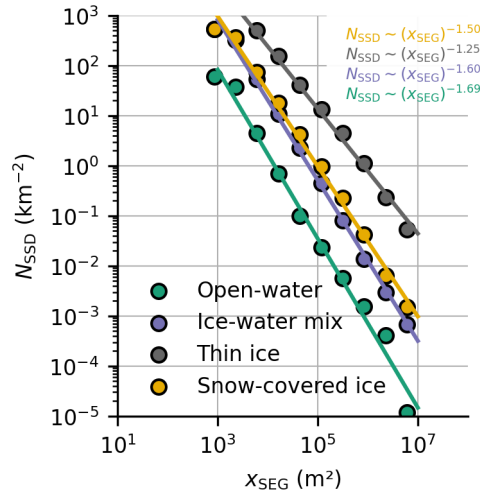 N_SSD ~ (x_SEG)^−1.50
N_SSD ~ (x_SEG)^−1.25
N_SSD ~ (x_SEG)^−1.60
N_SSD ~ (x_SEG)^−1.69
10^3
10^2
10^1
10^0
10^−1
10^−2
10^−3
10^−4
10^−5
N_SSD (km^−2)
Open-water
Ice-water mix
Thin ice
Snow-covered ice
10^1 10^3 10^5 10^7
x_SEG (m²)